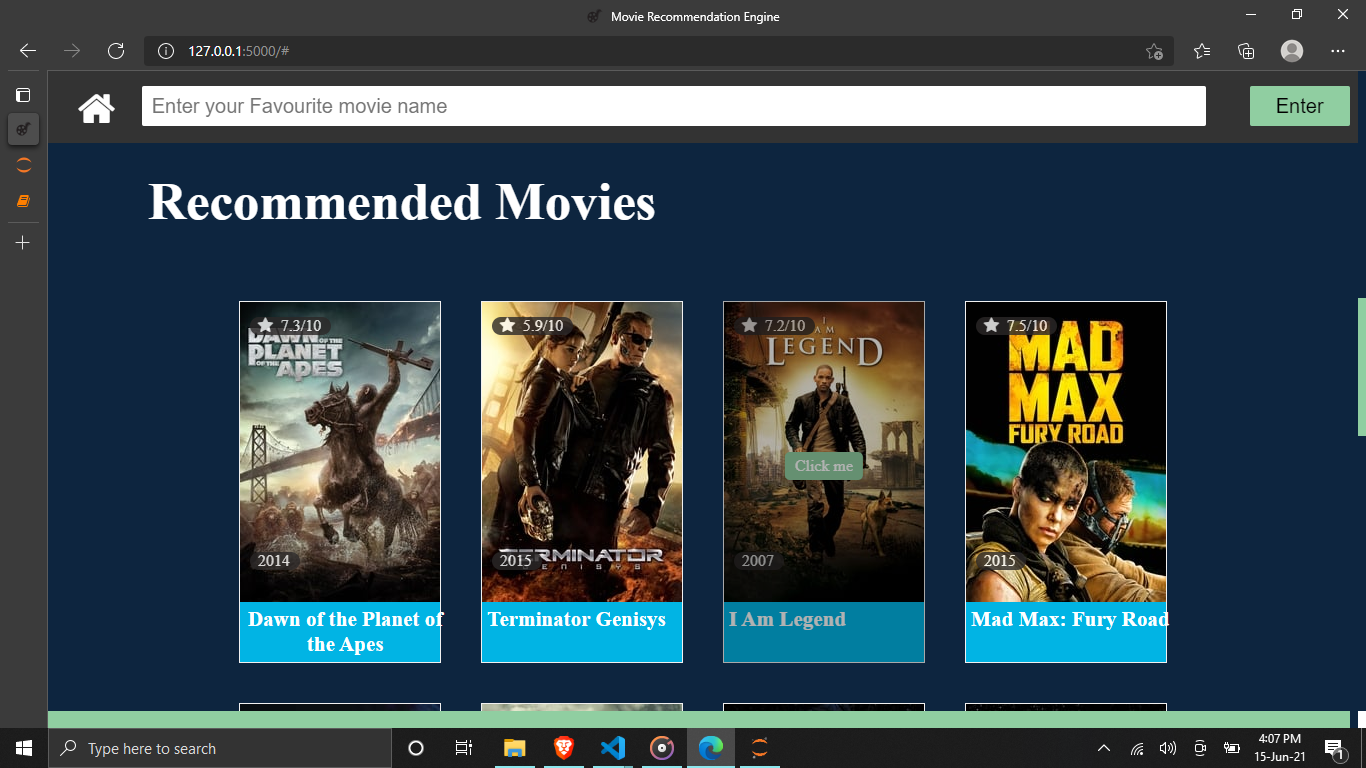 Movie Recommendation Engine
127.0.0.1:5000/#
Enter your Favourite movie name
Enter
Recommended Movies
7.3/10
DAWN OF THE
PLANET
OF THE
APES
2014
Dawn of the Planet of
the Apes
5.9/10
TERMINATOR
GENISYS
2015
Terminator Genisys
7.2/10
I
AM
LEGEND
Click me
2007
I Am Legend
7.5/10
MAD
MAX
FURY ROAD
2015
Mad Max: Fury Road
Type here to search
4:07 PM
15-Jun-21
1